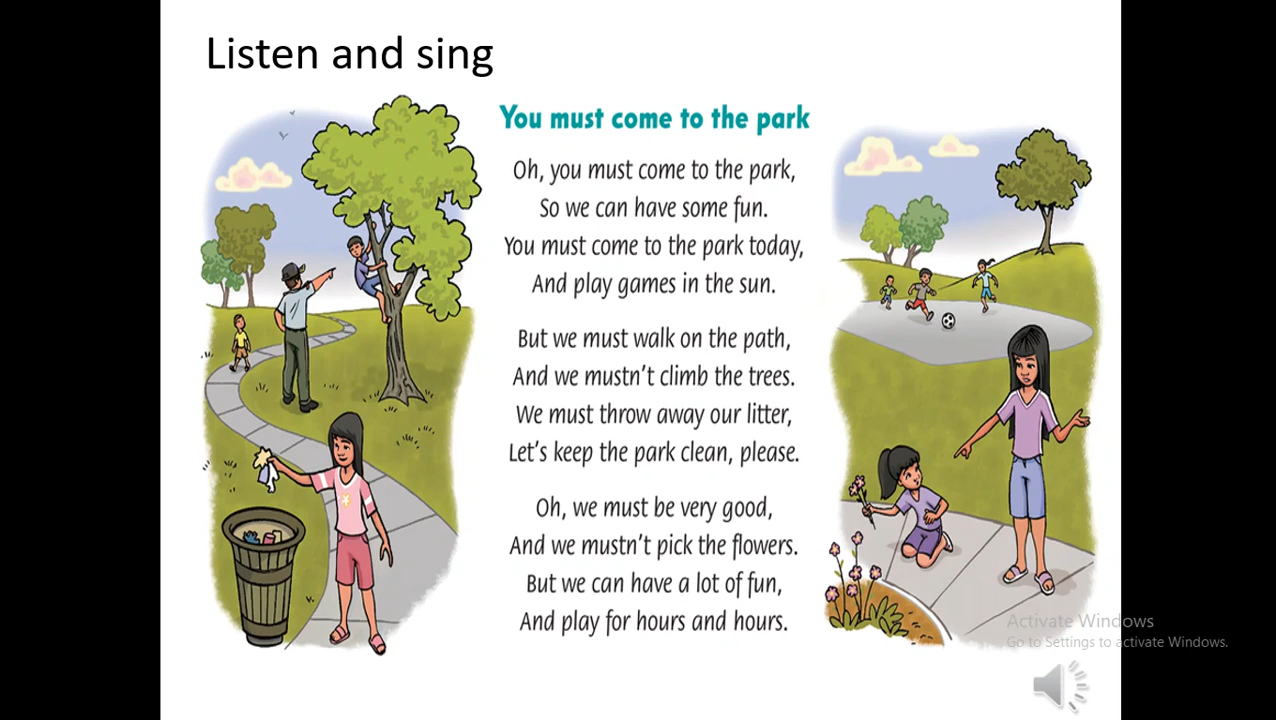 Listen and sing
You must come to the park
Oh, you must come to the park,
So we can have some fun.
You must come to the park today,
And play games in the sun.
But we must walk on the path,
And we mustn't climb the trees.
We must throw away our litter,
Let's keep the park clean, please.
Oh, we must be very good,
And we mustn't pick the flowers.
But we can have a lot of fun,
And play for hours and hours.
Activate Windows
Go to Settings to activate Windows.